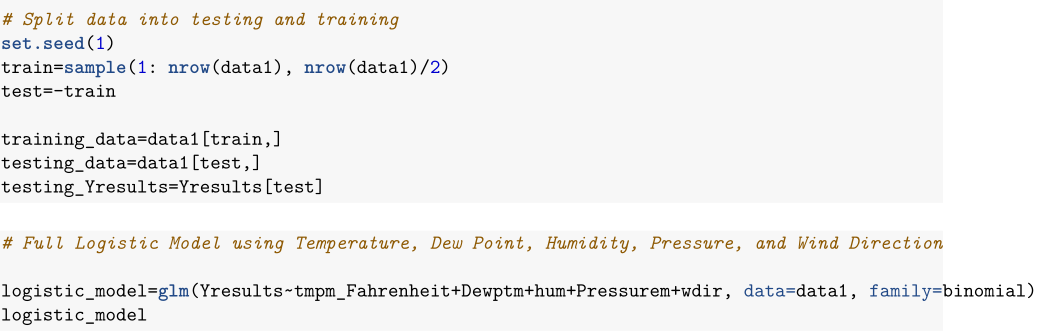 # Split data into testing and training
set.seed(1)
train=sample(1: nrow(data1), nrow(data1)/2)
test=-train
training_data=data1[train,]
testing_data=data1[test,]
testing_Yresults=Yresults[test]
# Full Logistic Model using Temperature, Dew Point, Humidity, Pressure, and Wind Direction
logistic_model=glm(Yresults~tmpm_Fahrenheit+Dewptm+hum+Pressurem+wdir, data=data1, family=binomial)
logistic_model